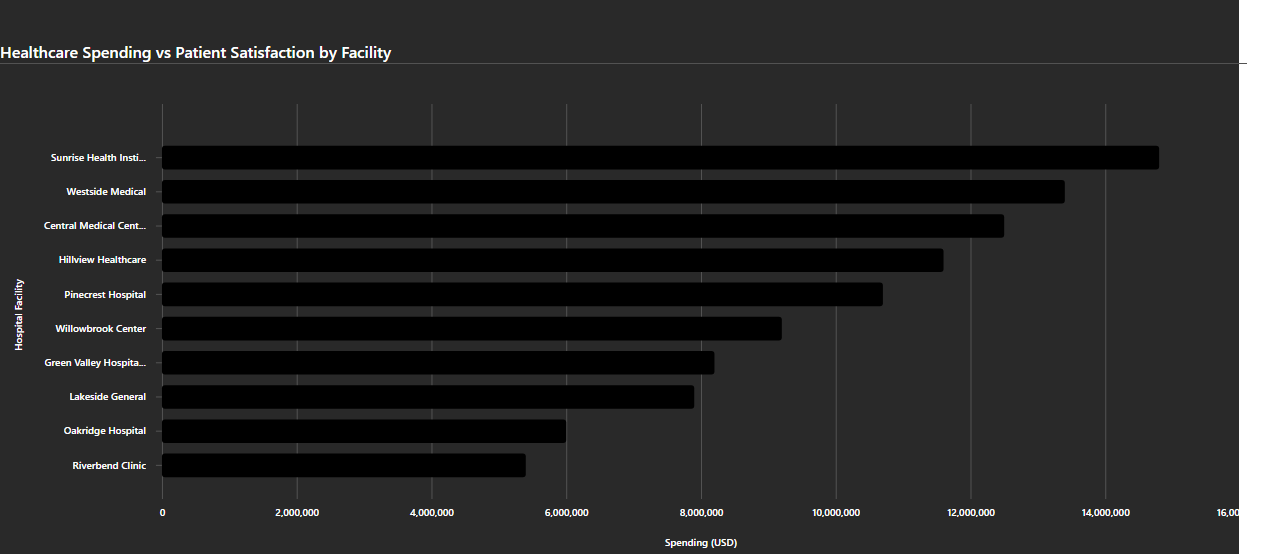 Healthcare Spending vs Patient Satisfaction by Facility
Sunrise Health Insti...
Westside Medical
Central Medical Cent...
Hillview Healthcare
Pinecrest Hospital
Willowbrook Center
Green Valley Hospita...
Lakeside General
Oakridge Hospital
Riverbend Clinic
Hospital Facility
0 2,000,000 4,000,000 6,000,000 8,000,000 10,000,000 12,000,000 14,000,000 16,00
Spending (USD)